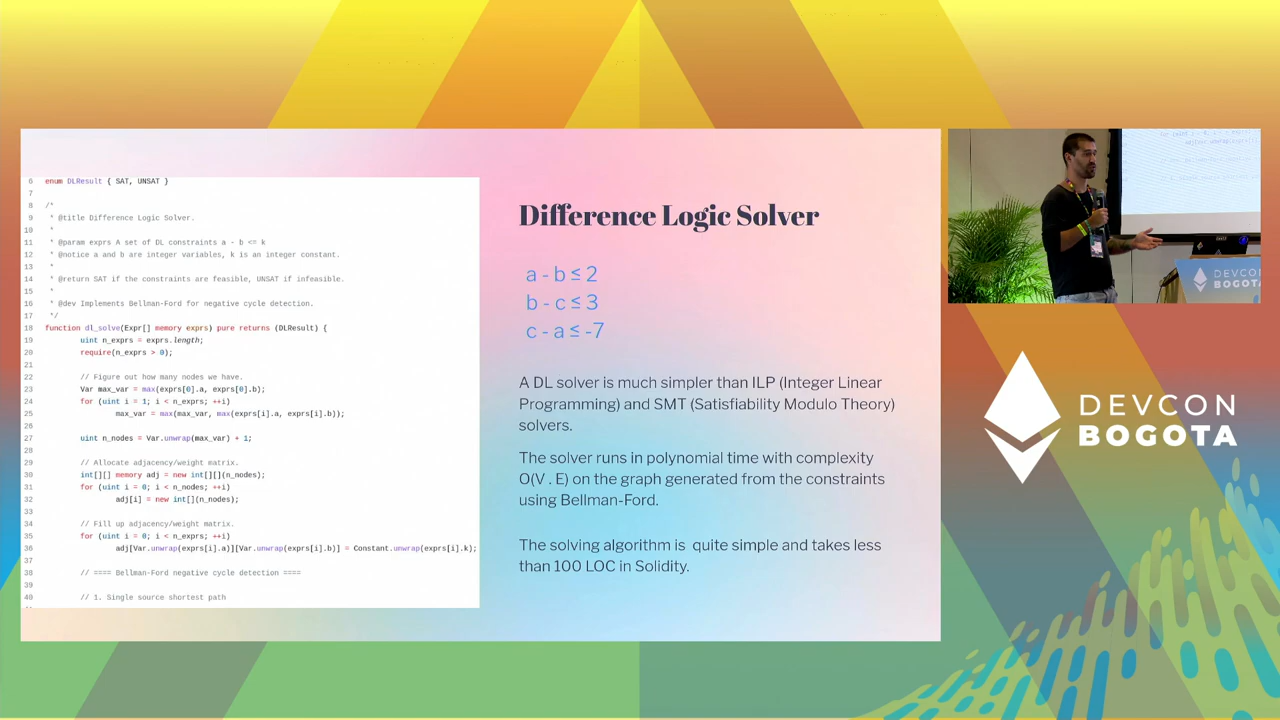 6 enum DLResult { SAT, UNSAT }
7
8 /*
9 * @title Difference Logic Solver.
10 *
11 * @param exprs A set of DL constraints a - b <= k
12 * @notice a and b are integer variables, k is an integer constant.
13 *
14 * @return SAT if the constraints are feasible, UNSAT if infeasible.
15 *
16 * @dev Implements Bellman-Ford for negative cycle detection.
17 */
18 function dl_solve(Expr[] memory exprs) pure returns (DLResult) {
19 uint n_exprs = exprs.length;
20 require(n_exprs > 0);
21
22 // Figure out how many nodes we have.
23 Var max_var = max(exprs[0].a, exprs[0].b);
24 for (uint i = 1; i < n_exprs; ++i)
25 max_var = max(max_var, max(exprs[i].a, exprs[i].b));
26
27 uint n_nodes = Var.unwrap(max_var) + 1;
28
29 // Allocate adjacency/weight matrix.
30 int[][] memory adj = new int[][](n_nodes);
31 for (uint i = 0; i < n_nodes; ++i)
32 adj[i] = new int[](n_nodes);
33
34 // Fill up adjacency/weight matrix.
35 for (uint i = 0; i < n_exprs; ++i)
36 adj[Var.unwrap(exprs[i].a)][Var.unwrap(exprs[i].b)] = Constant.unwrap(exprs[i].k);
37
38 // ==== Bellman-Ford negative cycle detection ====
39
40 // 1. Single source shortest path
Difference Logic Solver
a - b ≤ 2
b - c ≤ 3
c - a ≤ -7
A DL solver is much simpler than ILP (Integer Linear
Programming) and SMT (Satisfiability Modulo Theory)
solvers.
The solver runs in polynomial time with complexity
O(V . E) on the graph generated from the constraints
using Bellman-Ford.
The solving algorithm is quite simple and takes less
than 100 LOC in Solidity.
DEVCON
BOGOTA
DEVCON
BOGOTA